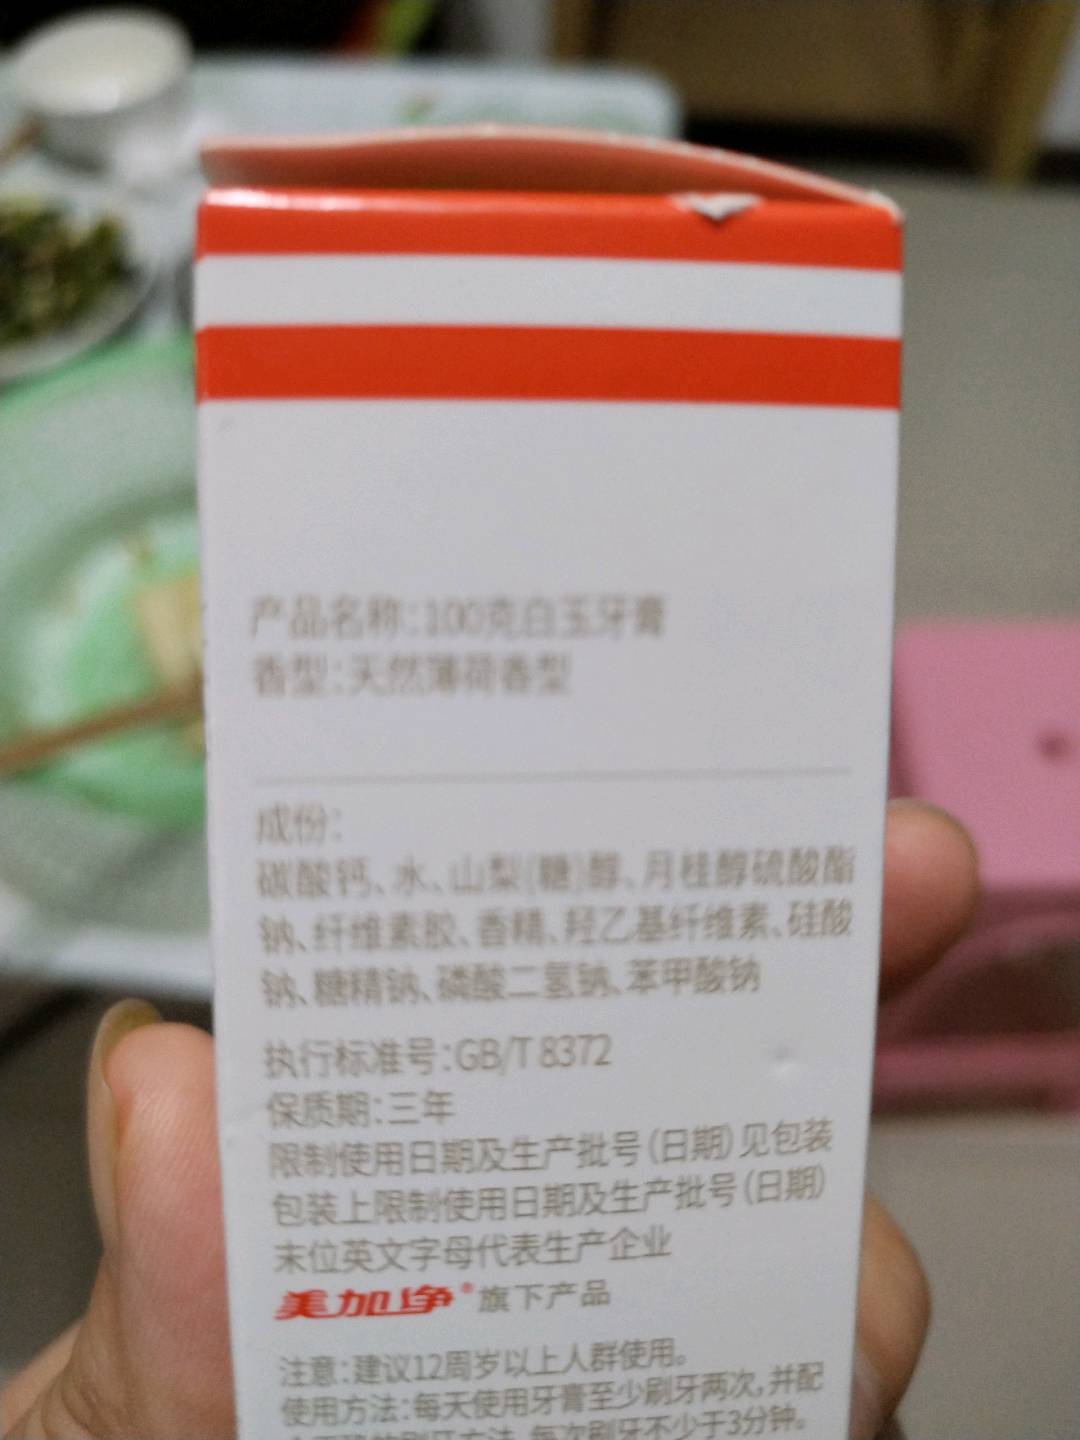 产品名称：100克白玉牙膏
香型：天然薄荷香型
成份：
碳酸钙、水、山梨(糖)醇、月桂醇硫酸酯
钠、纤维素胶、香精、羟乙基纤维素、硅酸
钠、糖精钠、磷酸二氢钠、苯甲酸钠
执行标准号：GB/T 8372
保质期：三年
限制使用日期及生产批号（日期）见包装
包装上限制使用日期及生产批号（日期）
末位英文字母代表生产企业
美加净® 旗下产品
注意：建议12周岁以上人群使用。
使用方法：每天使用牙膏至少刷牙两次，并配
刷牙方法，每次刷牙不少于3分钟。